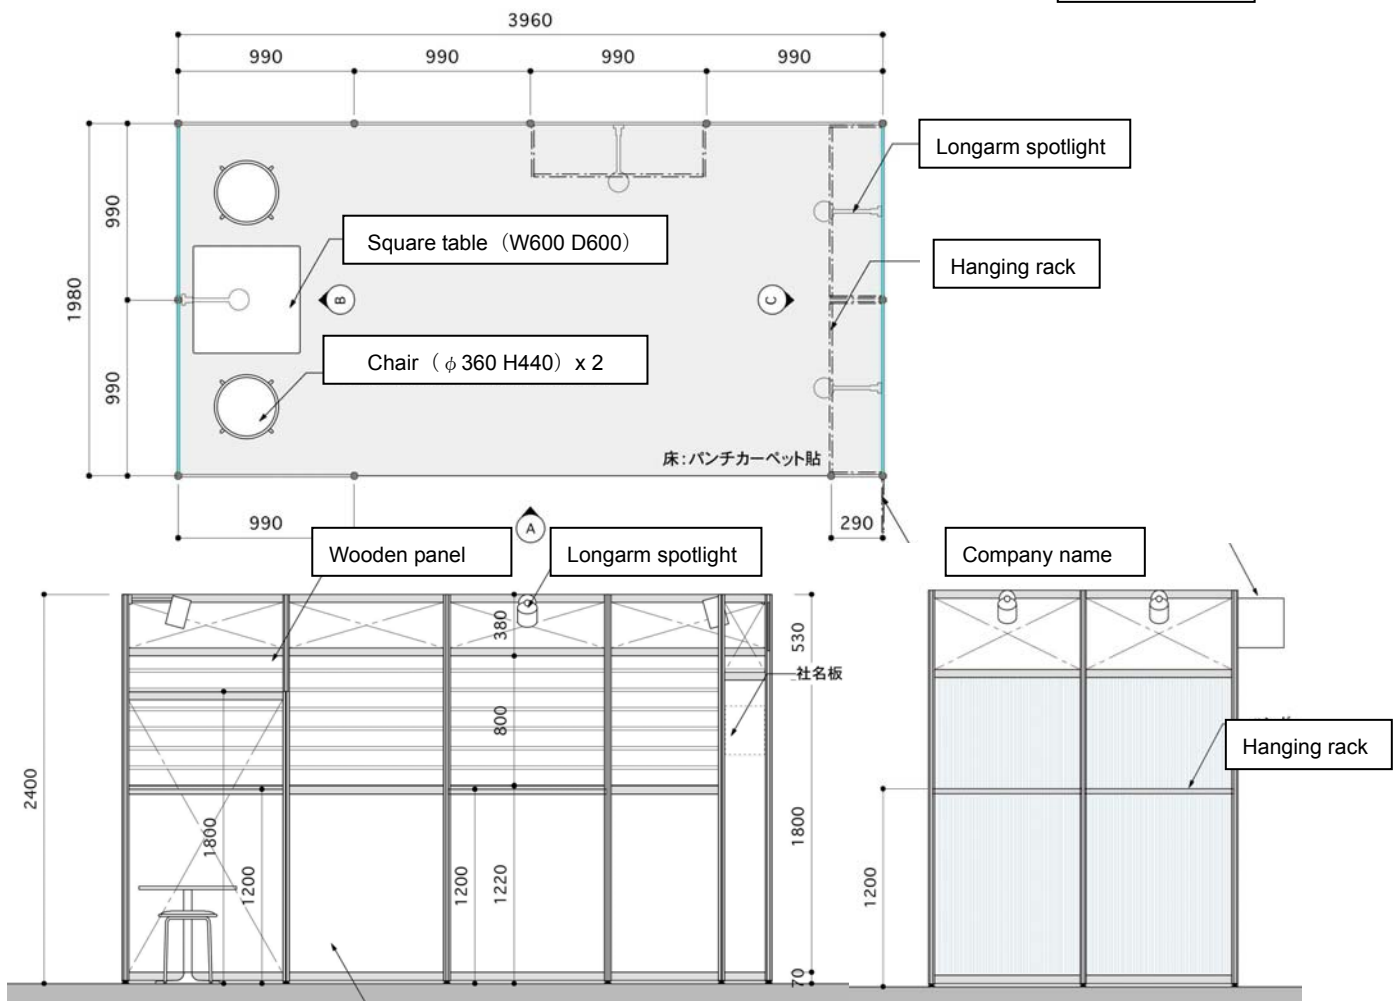 3960
990
990
990
990
Longarm spotlight
990
Square table（W600 D600）
Hanging rack
B
C
1980
Chair（φ360 H440）x 2
990
床：パンチカーペット貼
990
A
290
Wooden panel
Longarm spotlight
Company name
380
530
社名板
800
Hanging rack
2400
1800
1800
1200
1200
1220
1200
70